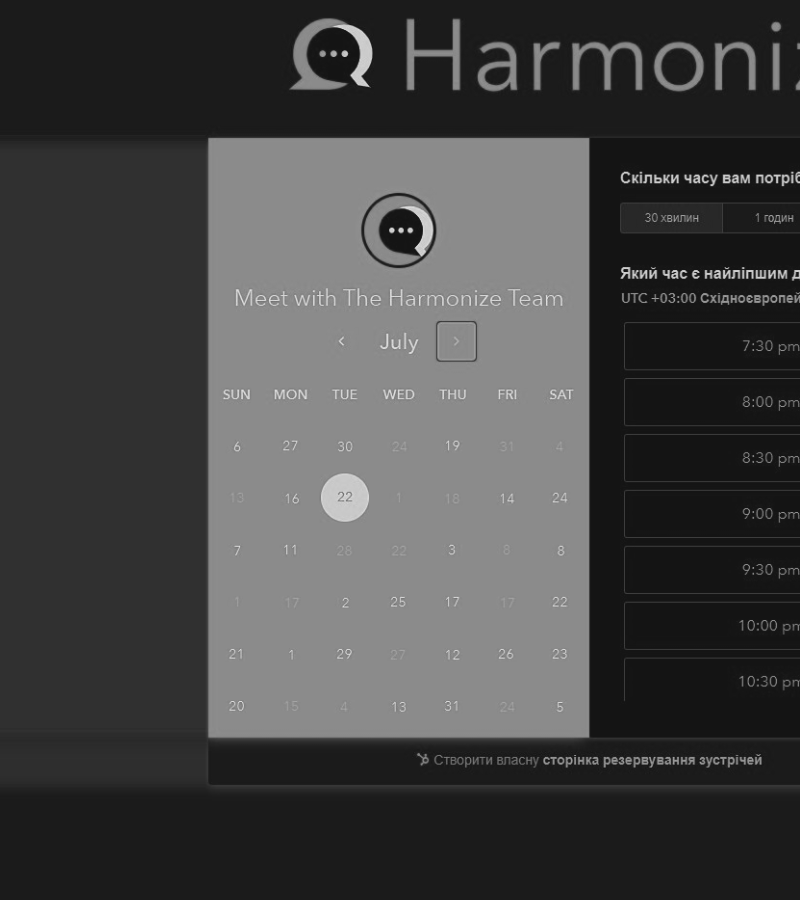 Harmoniz
Meet with The Harmonize Team
July
SUN MON TUE WED THU FRI SAT
6 27 30 24 19 31 4
13 16 22 1 18 14 24
7 11 28 22 3 8 8
1 17 2 25 17 17 22
21 1 29 27 12 26 23
20 15 4 13 31 24 5
Скільки часу вам потріб
30 хвилин 1 годин
Який час є найліпшим д
UTC +03:00 Східноєвропей
7:30 pm
8:00 pm
8:30 pm
9:00 pm
9:30 pm
10:00 pm
10:30 pm
Створити власну сторінка резервування зустрічей